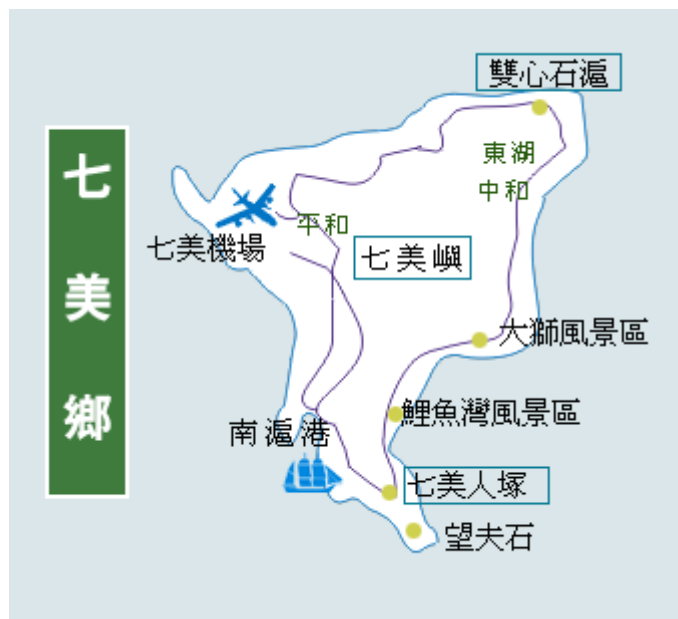 七美鄉
雙心石滬
東湖
中和
平和
七美機場
七美嶼
大獅風景區
鯉魚灣風景區
南滬港
七美人塚
望夫石